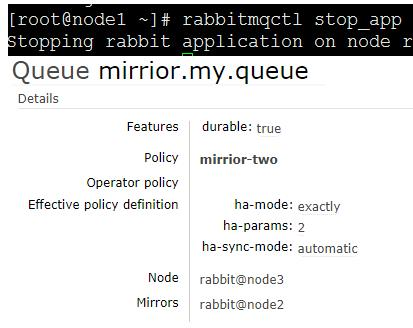 [root@node1 ~]# rabbitmqctl stop_app
Stopping rabbit application on node r
Queue mirrior.my.queue
Details
Features durable: true
Policy mirrior-two
Operator policy
Effective policy definition ha-mode: exactly
ha-params: 2
ha-sync-mode: automatic
Node rabbit@node3
Mirrors rabbit@node2